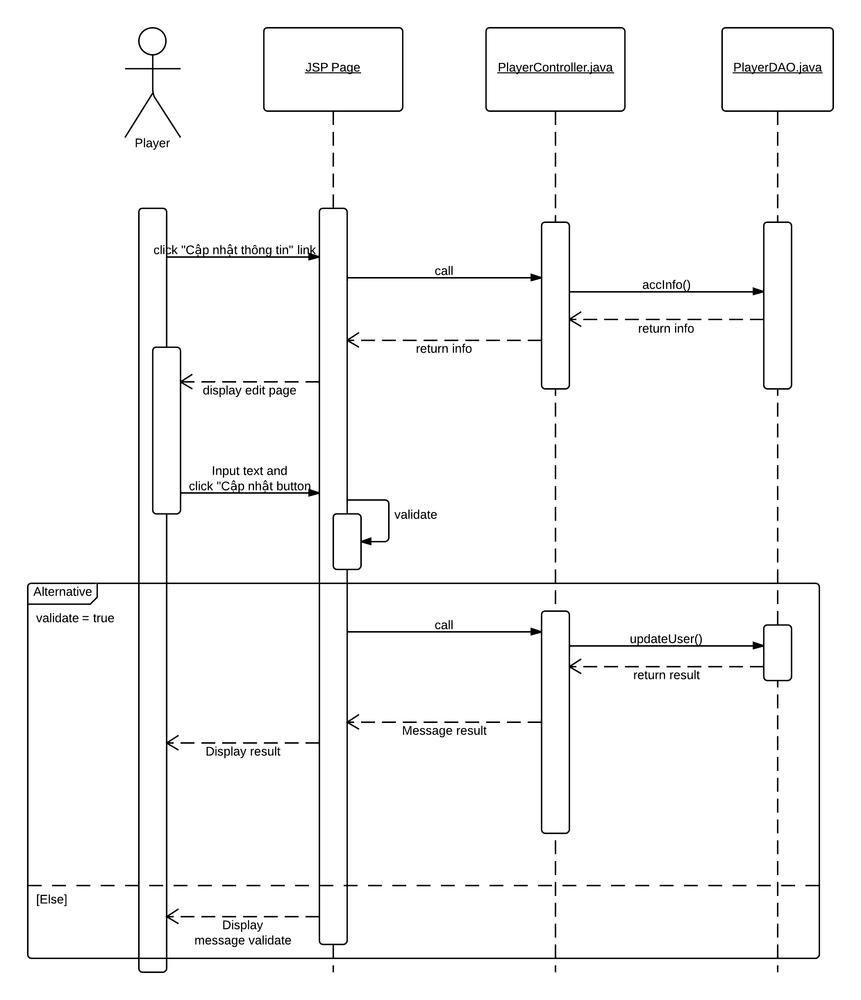 JSP Page
PlayerController.java
PlayerDAO.java
Player
click "Cập nhật thông tin" link
call
accInfo()
return info
return info
display edit page
Input text and
click "Cập nhật button
validate
Alternative
validate = true
call
updateUser()
return result
Message result
Display result
[Else]
Display
message validate